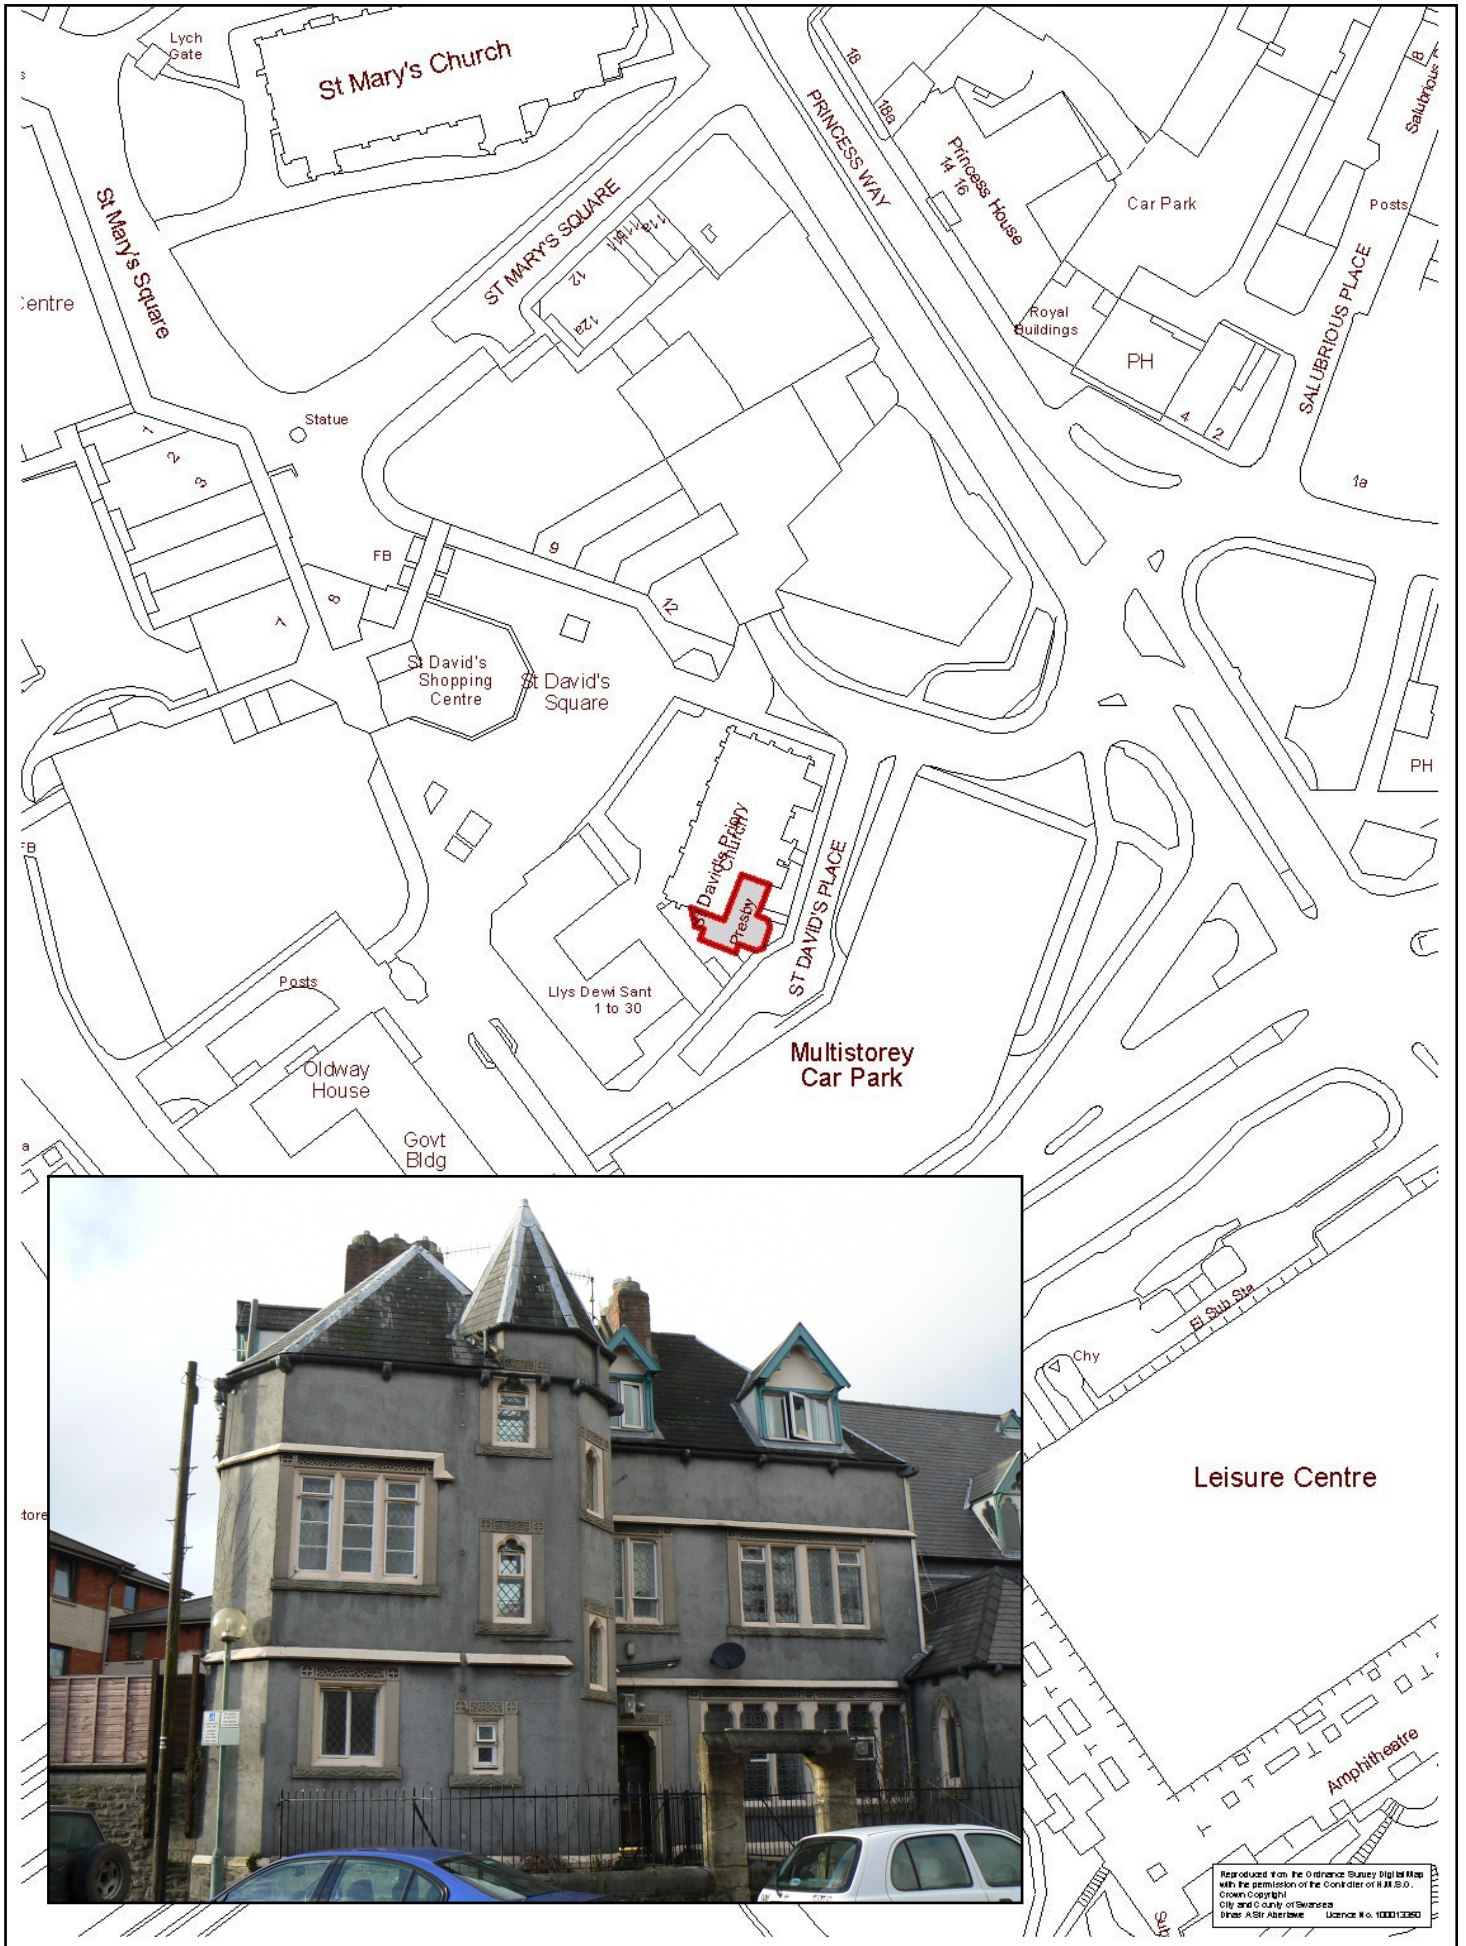 Lych
Gate
St Mary's Church
18
18a
PRINCESS WAY
Princess House
14 16
Car Park
Posts
8
St Mary's Square
ST MARY'S SQUARE
11a
12
12a
Centre
Royal
Buildings
PH
4
2
SALUBRIOUS PLACE
1a
Statue
1
2
3
7
8
FB
9
12
St David's
Shopping
Centre
St David's
Square
PH
FB
St David's Priory
Church
Presby
ST DAVID'S PLACE
Posts
Llys Dewi Sant
1 to 30
Oldway
House
Govt
Bldg
Multistorey
Car Park
El Sub Sta
Chy
Leisure Centre
Amphitheatre
Reproduced from the Ordnance Survey Digital Map
with the permission of the Controller of H.M.S.O.
Crown Copyright
City and County of Swansea
Dinas A Sir Abertawe Licence No. 100013350